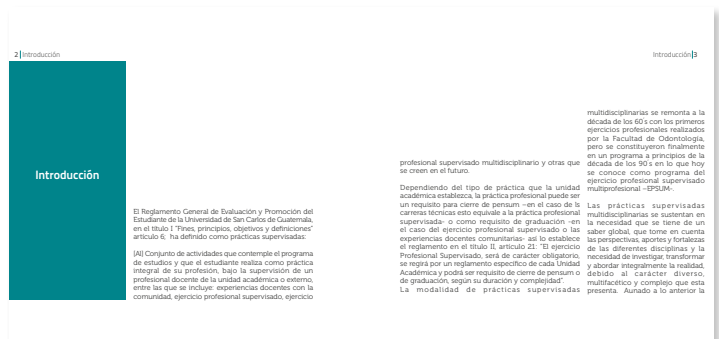 2 Introducción
Introducción
El Reglamento General de Evaluación y Promoción del
Estudiante de la Universidad de San Carlos de Guatemala,
en el título I "Fines, principios, objetivos y definiciones"
artículo 6; ha definido como prácticas supervisadas:
[Al] Conjunto de actividades que contemple el programa
de estudios y que el estudiante realiza como práctica
integral de su profesión, bajo la supervisión de un
profesional docente de la unidad académica o externo,
entre las que se incluye: experiencias docentes con la
comunidad, ejercicio profesional supervisado, ejercicio
Introducción 3
profesional supervisado multidisciplinario y otras que
se creen en el futuro.
Dependiendo del tipo de práctica que la unidad
académica establezca, la práctica profesional puede ser
un requisito para cierre de pensum –en el caso de ls
carreras técnicas esto equivale a la práctica profesional
supervisada- o como requisito de graduación –en
el caso del ejercicio profesional supervisado o las
experiencias docentes comunitarias- así lo establece
el reglamento en el título II, artículo 21: "El ejercicio
Profesional Supervisado, será de carácter obligatorio,
se regirá por un reglamento específico de cada Unidad
Académica y podrá ser requisito de cierre de pensum o
de graduación, según su duración y complejidad".
La modalidad de prácticas supervisadas
multidisciplinarias se remonta a la
década de los 60's con los primeros
ejercicios profesionales realizados
por la Facultad de Odontología,
pero se constituyeron finalmente
en un programa a principios de la
década de los 90's en lo que hoy
se conoce como programa del
ejercicio profesional supervisado
multiprofesional –EPSUM-.
Las prácticas supervisadas
multidisciplinarias se sustentan en
la necesidad que se tiene de un
saber global, que tome en cuenta
las perspectivas, aportes y fortalezas
de las diferentes disciplinas y la
necesidad de investigar, transformar
y abordar integralmente la realidad,
debido al carácter diverso,
multifacético y complejo que esta
presenta. Aunado a lo anterior la